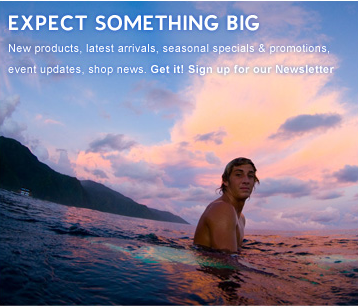 EXPECT SOMETHING BIG
New products, latest arrivals, seasonal specials & promotions,
event updates, shop news. Get it! Sign up for our Newsletter